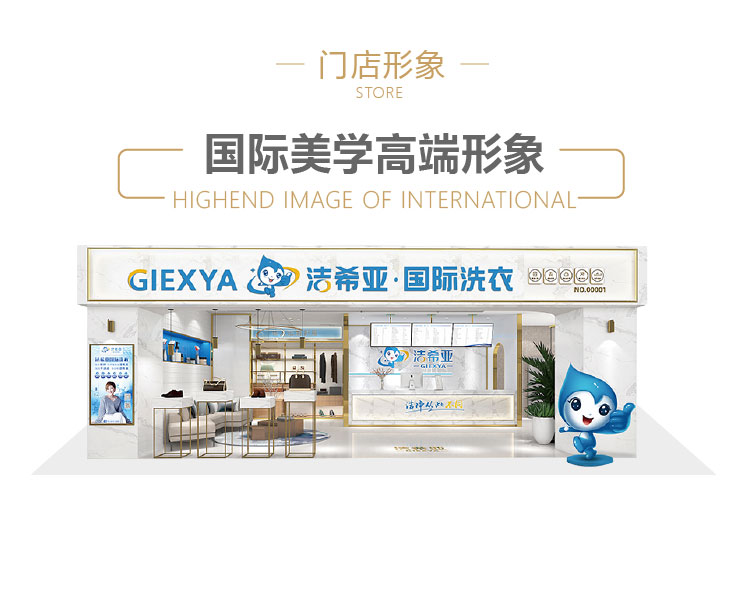 门店形象
STORE
国际美学高端形象
HIGHEND IMAGE OF INTERNATIONAL
GIEXYA 洁希亚·国际洗衣
NO.00001
洁希亚
GIEXYA